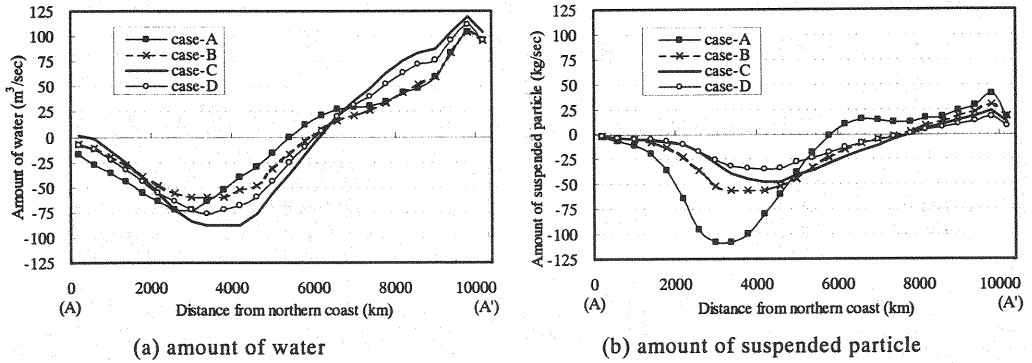 Amount of water (m³/sec)
125
100
75
50
25
0
-25
-50
-75
-100
-125
case-A
case-B
case-C
case-D
0
2000
4000
6000
8000
10000
(A)
Distance from northern coast (km)
(A')
(a) amount of water
Amount of suspended particle (kg/sec)
125
100
75
50
25
0
-25
-50
-75
-100
-125
case-A
case-B
case-C
case-D
0
2000
4000
6000
8000
10000
(A)
Distance from northern coast (km)
(A')
(b) amount of suspended particle